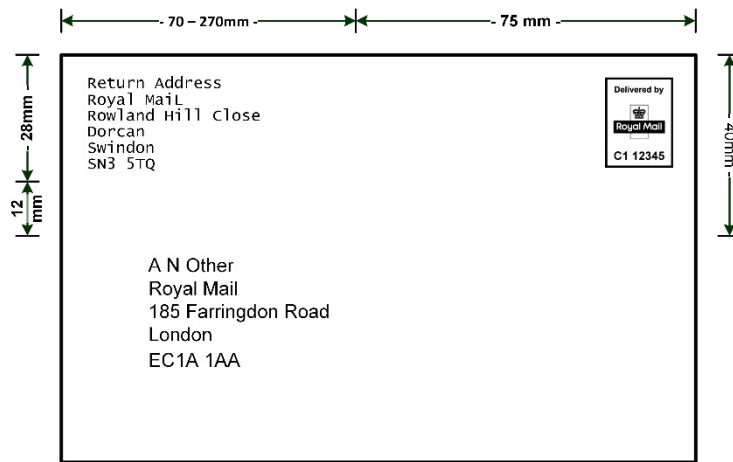 - 70 – 270mm -
- 75 mm -
- 28mm -
12 mm
Return Address
Royal MaiL
Rowland Hill Close
Dorcan
Swindon
SN3 5TQ
Delivered by
Royal Mail
C1 12345
- 40mm -
A N Other
Royal Mail
185 Farringdon Road
London
EC1A 1AA